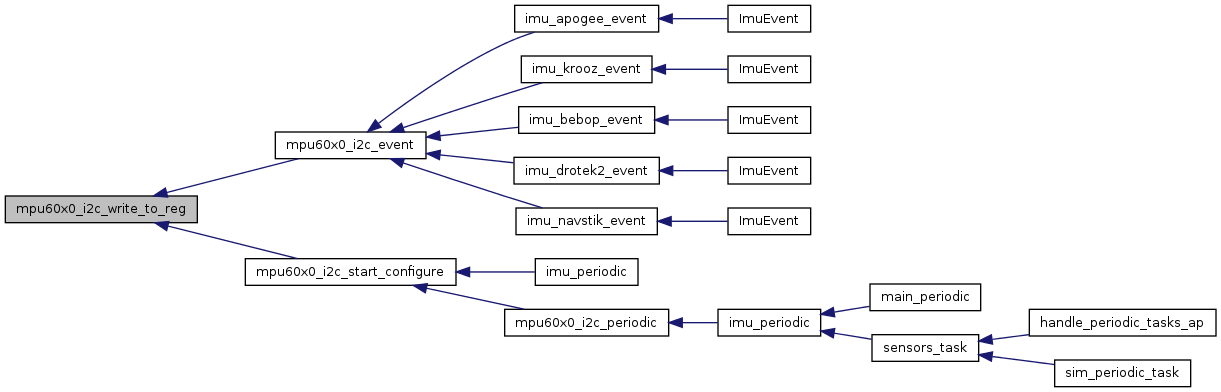 imu_apogee_event
ImuEvent
imu_krooz_event
ImuEvent
imu_bebop_event
ImuEvent
mpu60x0_i2c_event
imu_drotek2_event
ImuEvent
mpu60x0_i2c_write_to_reg
imu_navstik_event
ImuEvent
mpu60x0_i2c_start_configure
imu_periodic
main_periodic
mpu60x0_i2c_periodic
imu_periodic
handle_periodic_tasks_ap
sensors_task
sim_periodic_task